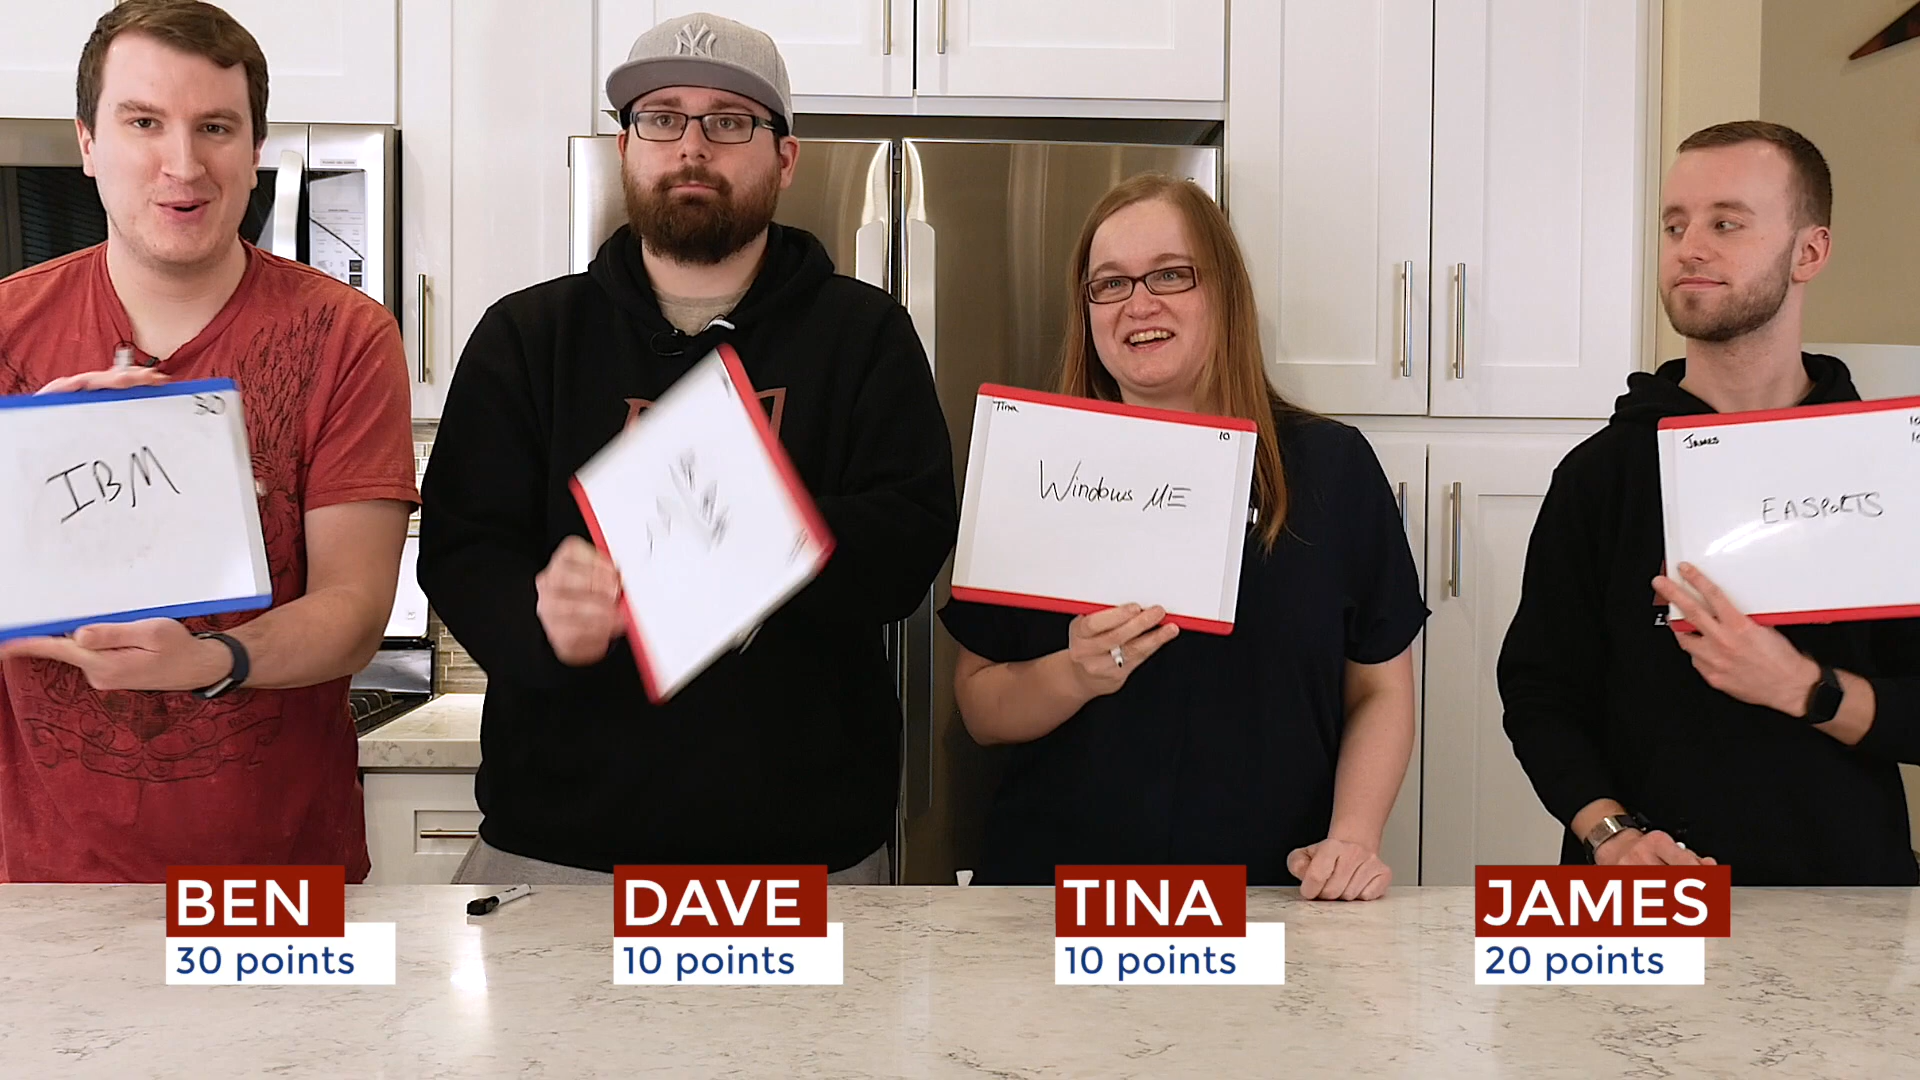 NY
30
IBM
Tina
10
Windows ME
James
EASPORTS
BEN
30 points
DAVE
10 points
TINA
10 points
JAMES
20 points